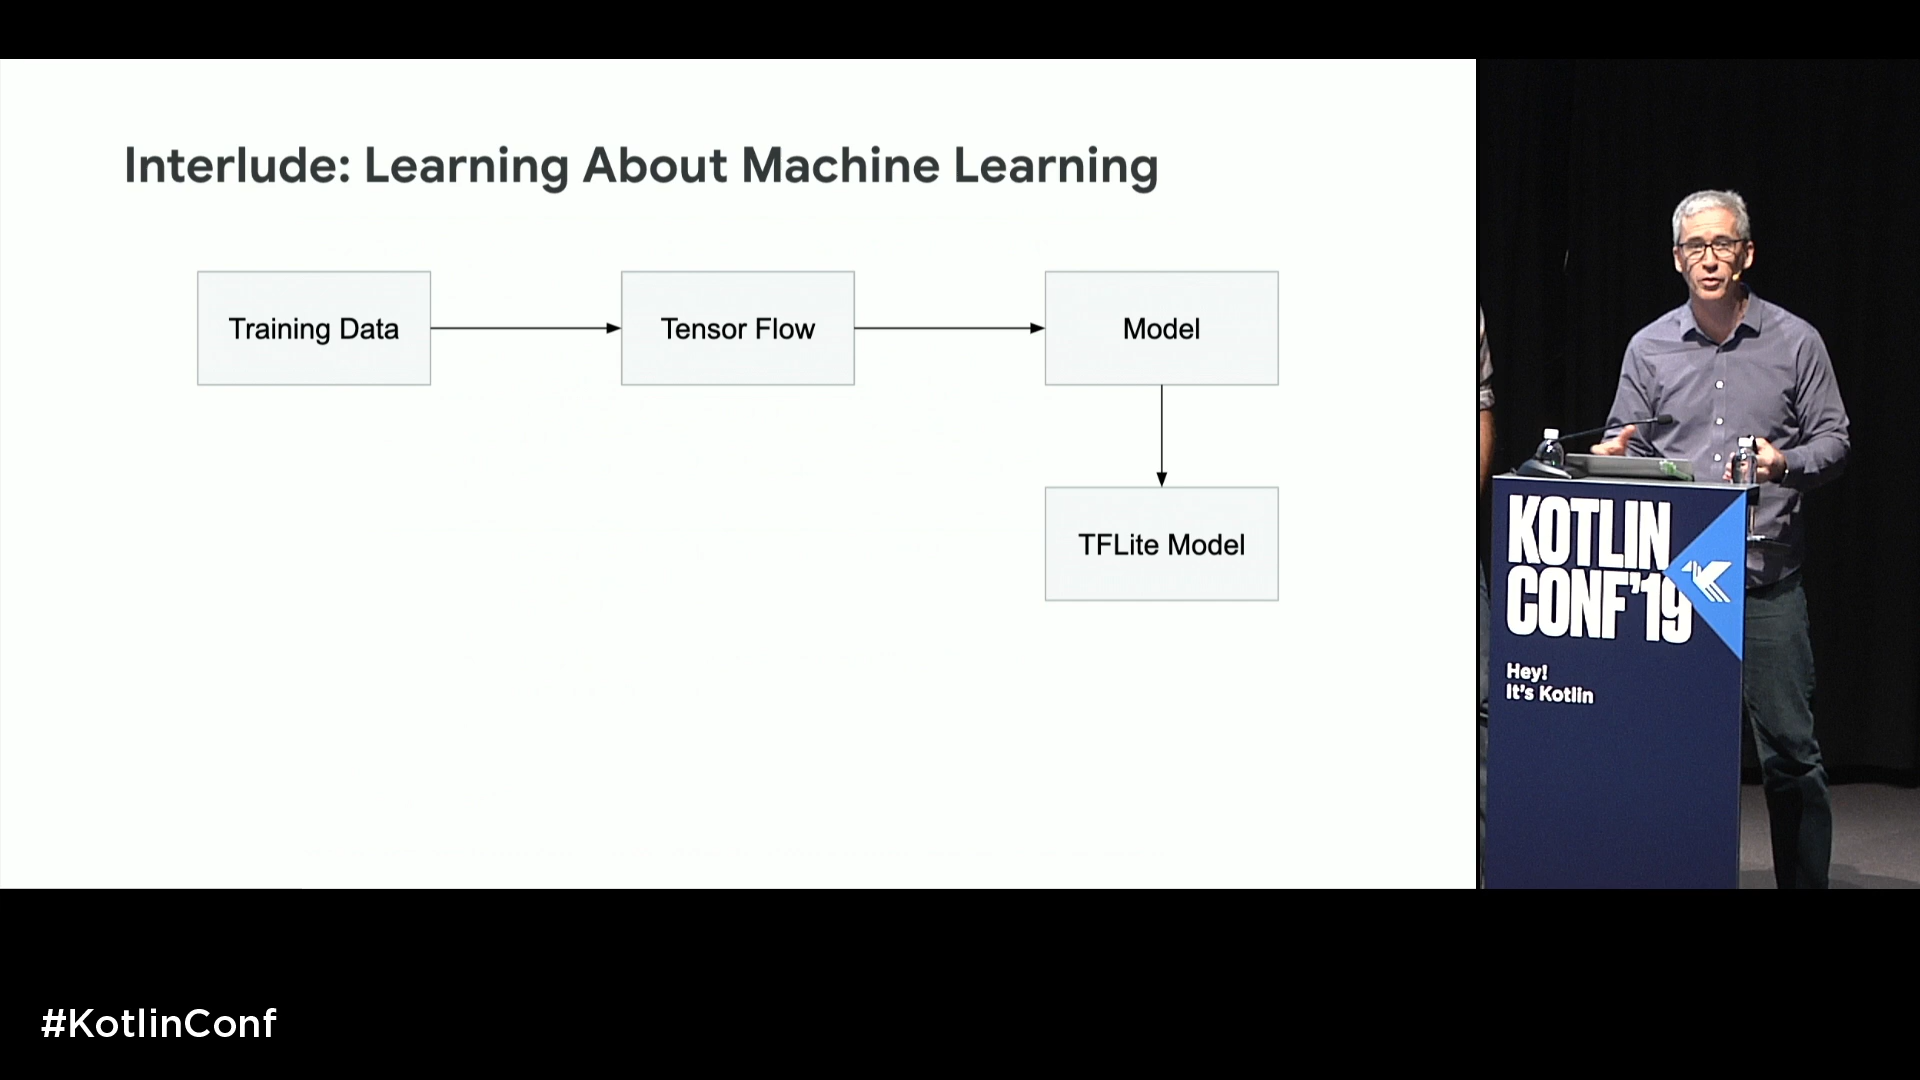 Interlude: Learning About Machine Learning
Training Data
Tensor Flow
Model
TFLite Model
KOTLIN
CONF'19
Hey!
It's Kotlin
#KotlinConf